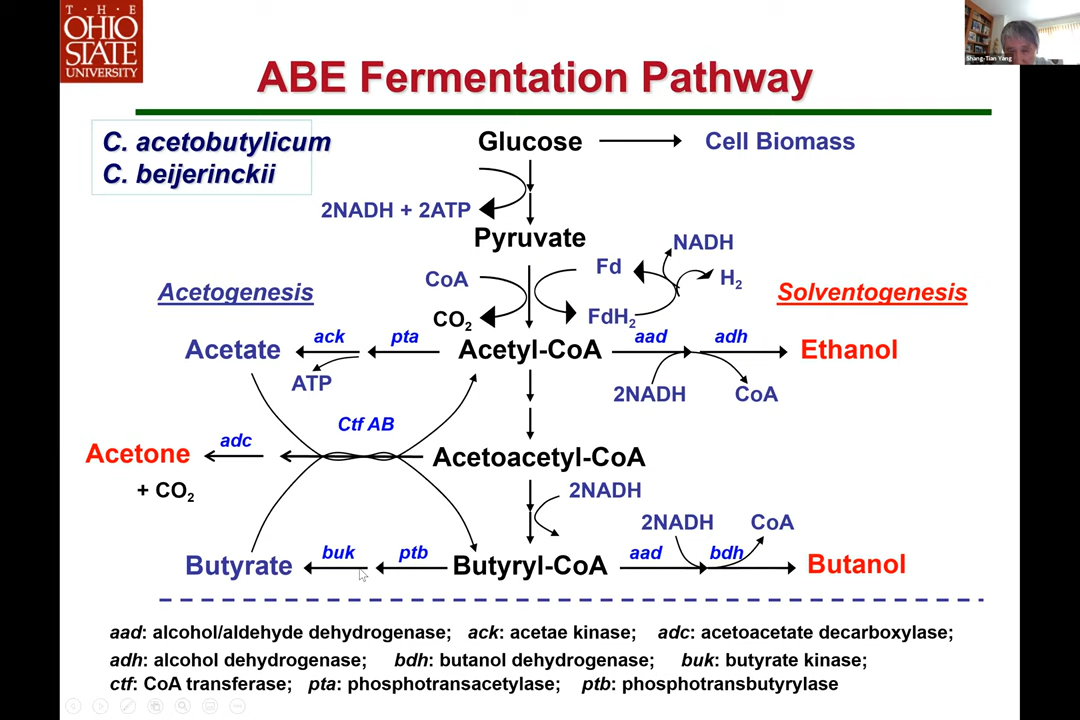 T · H · E
OHIO
STATE
UNIVERSITY
Shang-Tian Yang
ABE Fermentation Pathway
C. acetobutylicum
C. beijerinckii
Glucose
Cell Biomass
2NADH + 2ATP
Pyruvate
NADH
CoA
Fd
H2
Acetogenesis
Solventogenesis
CO2
FdH2
ack
pta
aad
adh
Acetate
Acetyl-CoA
Ethanol
ATP
2NADH
CoA
Ctf AB
adc
Acetone
Acetoacetyl-CoA
+ CO2
2NADH
2NADH
CoA
buk
ptb
aad
bdh
Butyrate
Butyryl-CoA
Butanol
aad: alcohol/aldehyde dehydrogenase; ack: acetae kinase; adc: acetoacetate decarboxylase;
adh: alcohol dehydrogenase; bdh: butanol dehydrogenase; buk: butyrate kinase;
ctf: CoA transferase; pta: phosphotransacetylase; ptb: phosphotransbutyrylase